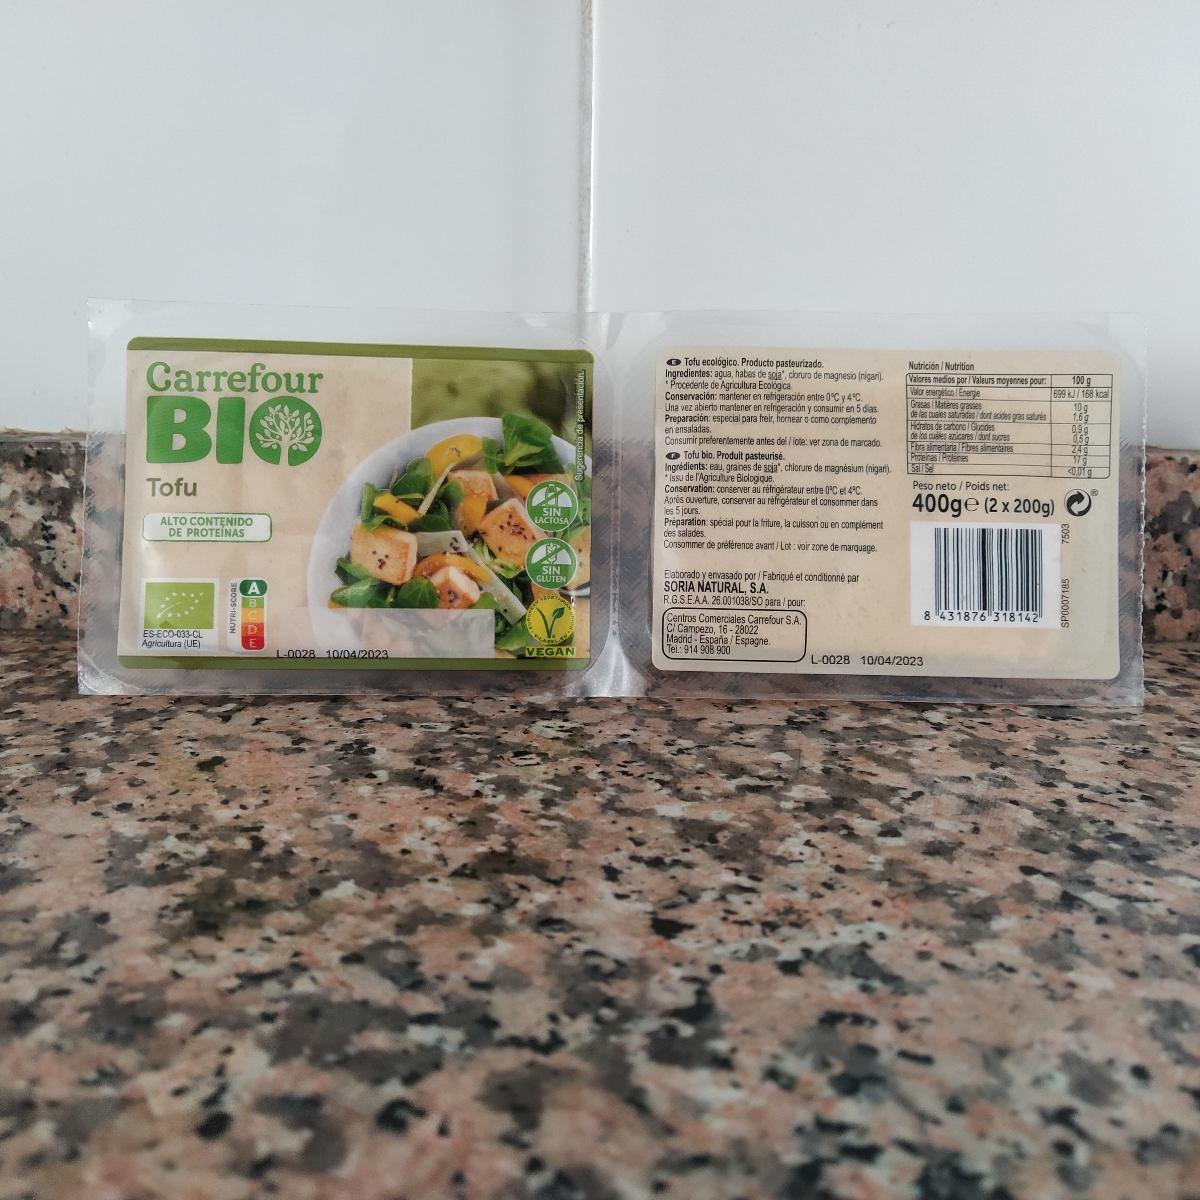 Carrefour
BIO
Tofu
ALTO CONTENIDO
DE PROTEÍNAS
ES-ECO-033-CL
Agricultura (UE)
NUTRI-SCORE
A
B
C
D
E
L-0028 10/04/2023
Sugerencia de presentación.
SIN
LACTOSA
SIN
GLUTEN
VEGAN
E Tofu ecológico. Producto pasteurizado.
Ingredientes: agua, habas de soja*, cloruro de magnesio (nigari).
* Procedente de Agricultura Ecológica.
Conservación: mantener en refrigeración entre 0ºC y 4ºC.
Una vez abierto mantener en refrigeración y consumir en 5 días.
Preparación: especial para freir, hornear o como complemento
en ensaladas.
Consumir preferentemente antes del / lote: ver zona de marcado.
F Tofu bio. Produit pasteurisé.
Ingrédients: eau, graines de soja*, chlorure de magnésium (nigari).
* Issu de l'Agriculture Biologique.
Conservation: conserver au réfrigérateur entre 0ºC et 4ºC.
Après ouverture, conserver au réfrigérateur et consommer dans
les 5 jours.
Préparation: spécial pour la friture, la cuisson ou en complément
des salades.
Consommer de préférence avant / Lot : voir zone de marquage.
Elaborado y envasado por / Fabriqué et conditionné par
SORIA NATURAL, S.A.
R.G.S.E.A.A. 26.001038/SO para / pour:
Centros Comerciales Carrefour S.A.
C/ Campezo, 16 - 28022
Madrid - España / Espagne.
Tel.: 914 908 900
L-0028 10/04/2023
Nutrición / Nutrition
Valores medios por / Valeurs moyennes pour: 100 g
Valor energético / Energie 699 kJ / 168 kcal
Grasas / Matières grasses 10 g
de las cuales saturadas / dont acides gras saturés 1,6 g
Hidratos de carbono / Glucides 0,9 g
de los cuales azúcares / dont sucres 0,5 g
Fibra alimentaria / Fibres alimentaires 2,4 g
Proteínas / Protéines 17 g
Sal / Sel <0,01 g
Peso neto / Poids net:
400g℮ (2 x 200g)
®
8 431876 318142
7503
SP0007185